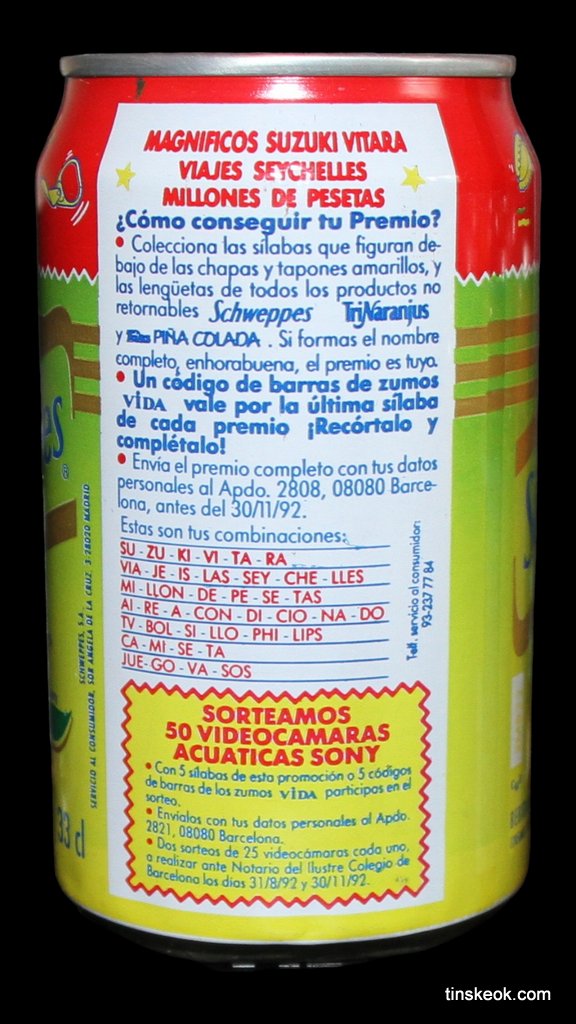 MAGNIFICOS SUZUKI VITARA
VIAJES SEYCHELLES
MILLONES DE PESETAS
¿Cómo conseguir tu Premio?
• Colecciona las sílabas que figuran de-
bajo de las chapas y tapones amarillos, y
las lengüetas de todos los productos no
retornables Schweppes TriNaranjus
y PIÑA COLADA . Si formas el nombre
completo, enhorabuena, el premio es tuyo.
• Un código de barras de zumos
VIDA vale por la última sílaba
de cada premio ¡Recórtalo y
complétalo!
• Envía el premio completo con tus datos
personales al Apdo. 2808, 08080 Barce-
lona, antes del 30/11/92.
Estas son tus combinaciones:
SU - ZU - KI - VI - TA - RA
VIA - JE - IS - LAS - SEY - CHE - LLES
MI - LLON - DE - PE - SE - TAS
AI - RE - A - CON - DI - CIO - NA - DO
TV - BOL - SI - LLO - PHI - LIPS
CA - MI - SE - TA
JUE - GO - VA - SOS
Telf. servicio al consumidor:
93-237 77 84
SORTEAMOS
50 VIDEOCAMARAS
ACUATICAS SONY
• Con 5 sílabas de esta promoción o 5 códigos
de barras de los zumos VIDA participas en el
sorteo.
• Envíalos con tus datos personales al Apdo.
2821, 08080 Barcelona.
• Dos sorteos de 25 videocámaras cada uno,
a realizar ante Notario del Ilustre Colegio de
Barcelona los días 31/8/92 y 30/11/92.
SCHWEPPES, S.A.
SERVICIO AL CONSUMIDOR, SOR ANGELA DE LA CRUZ, 3-28020 MADRID
33 cl
tinskeok.com